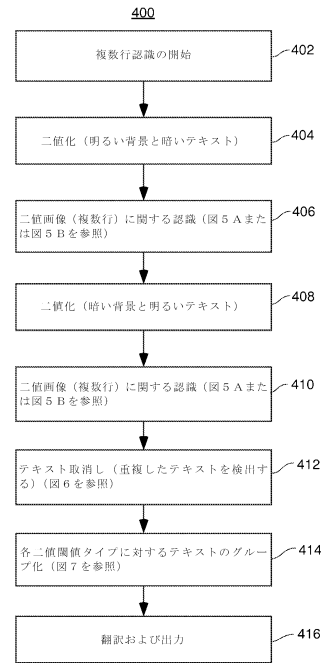 400
複数行認識の開始
402
二値化（明るい背景と暗いテキスト）
404
二値画像（複数行）に関する認識（図５Ａまた
は図５Ｂを参照）
406
二値化（暗い背景と明るいテキスト）
408
二値画像（複数行）に関する認識（図５Ａまた
は図５Ｂを参照）
410
テキスト取消し（重複したテキストを検出す
る）（図６を参照）
412
各二値閾値タイプに対するテキストのグルー
プ化（図７を参照）
414
翻訳および出力
416